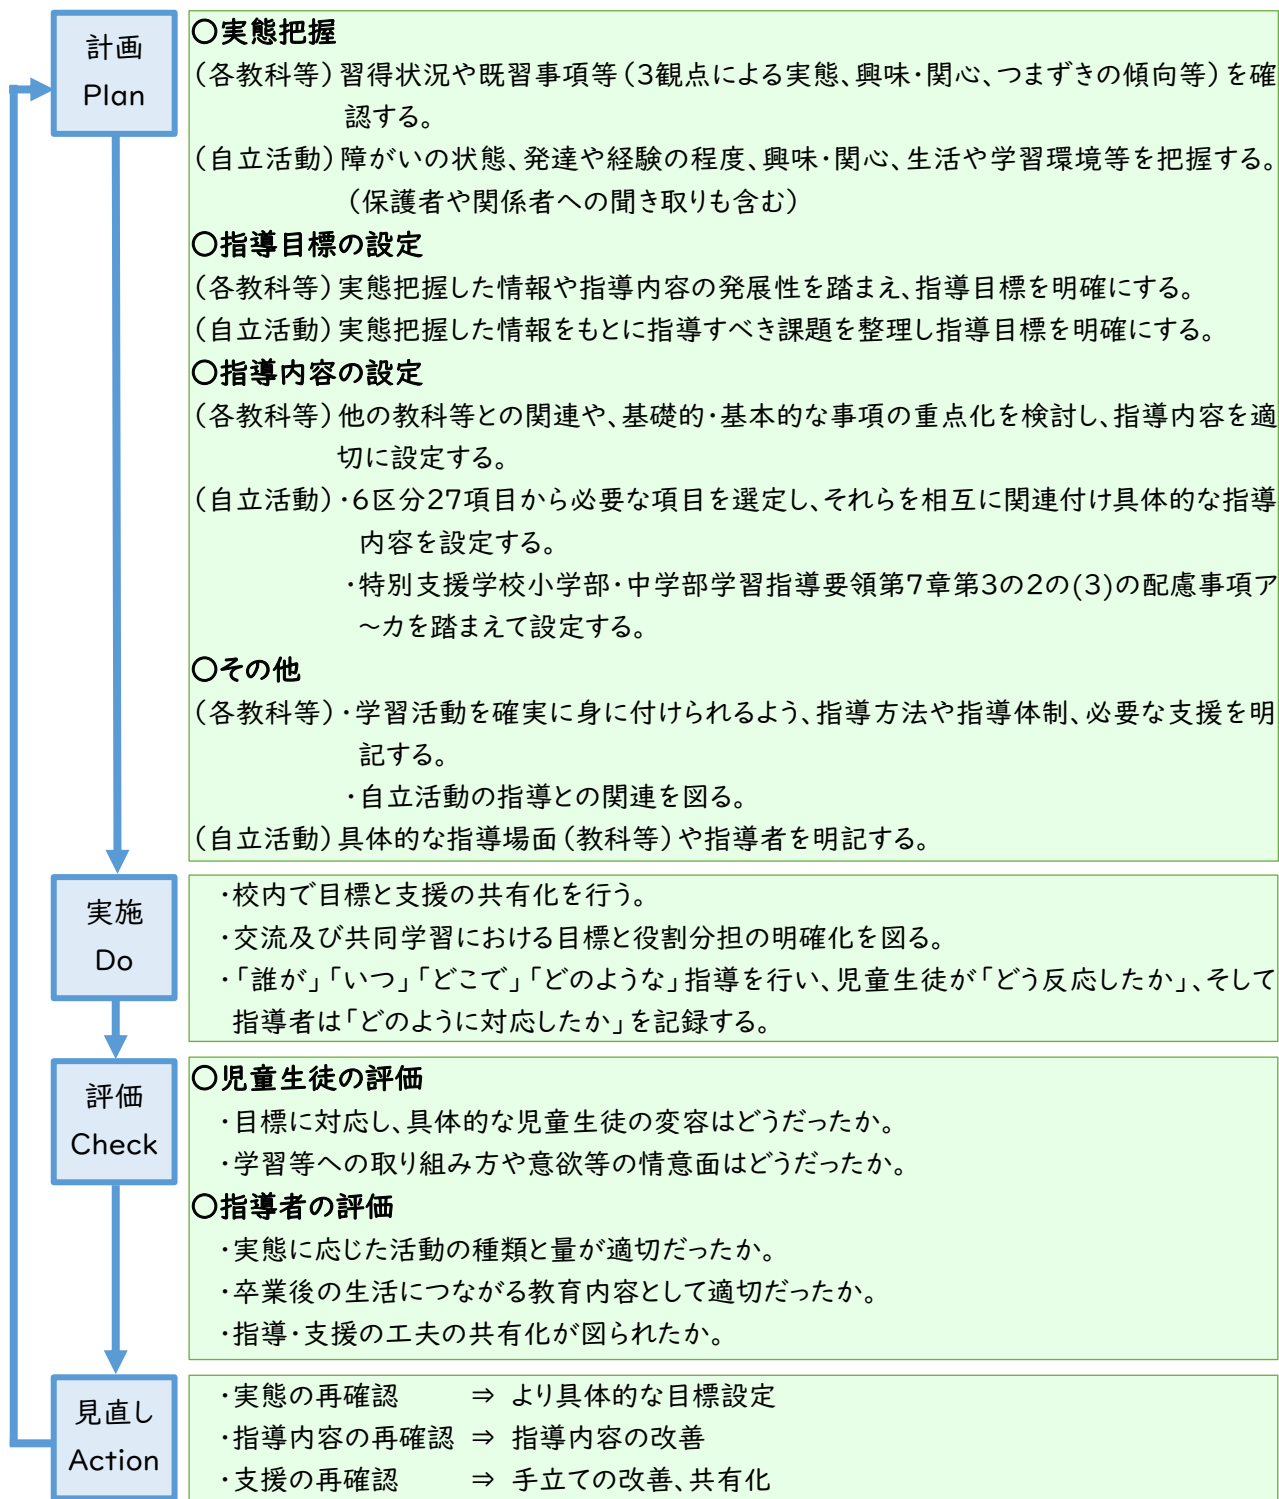 計画
Plan
〇実態把握
（各教科等）習得状況や既習事項等（3観点による実態、興味・関心、つまずきの傾向等）を確
認する。
（自立活動）障がいの状態、発達や経験の程度、興味・関心、生活や学習環境等を把握する。
（保護者や関係者への聞き取りも含む）
〇指導目標の設定
（各教科等）実態把握した情報や指導内容の発展性を踏まえ、指導目標を明確にする。
（自立活動）実態把握した情報をもとに指導すべき課題を整理し指導目標を明確にする。
〇指導内容の設定
（各教科等）他の教科等との関連や、基礎的・基本的な事項の重点化を検討し、指導内容を適
切に設定する。
（自立活動）・6区分27項目から必要な項目を選定し、それらを相互に関連付け具体的な指導
内容を設定する。
・特別支援学校小学部・中学部学習指導要領第7章第3の2の(3)の配慮事項ア
～カを踏まえて設定する。
〇その他
（各教科等）・学習活動を確実に身に付けられるよう、指導方法や指導体制、必要な支援を明
記する。
・自立活動の指導との関連を図る。
（自立活動）具体的な指導場面（教科等）や指導者を明記する。
実施
Do
・校内で目標と支援の共有化を行う。
・交流及び共同学習における目標と役割分担の明確化を図る。
・「誰が」「いつ」「どこで」「どのような」指導を行い、児童生徒が「どう反応したか」、そして
指導者は「どのように対応したか」を記録する。
評価
Check
〇児童生徒の評価
・目標に対応し、具体的な児童生徒の変容はどうだったか。
・学習等への取り組み方や意欲等の情意面はどうだったか。
〇指導者の評価
・実態に応じた活動の種類と量が適切だったか。
・卒業後の生活につながる教育内容として適切だったか。
・指導・支援の工夫の共有化が図られたか。
見直し
Action
・実態の再確認 ⇒ より具体的な目標設定
・指導内容の再確認 ⇒ 指導内容の改善
・支援の再確認 ⇒ 手立ての改善、共有化